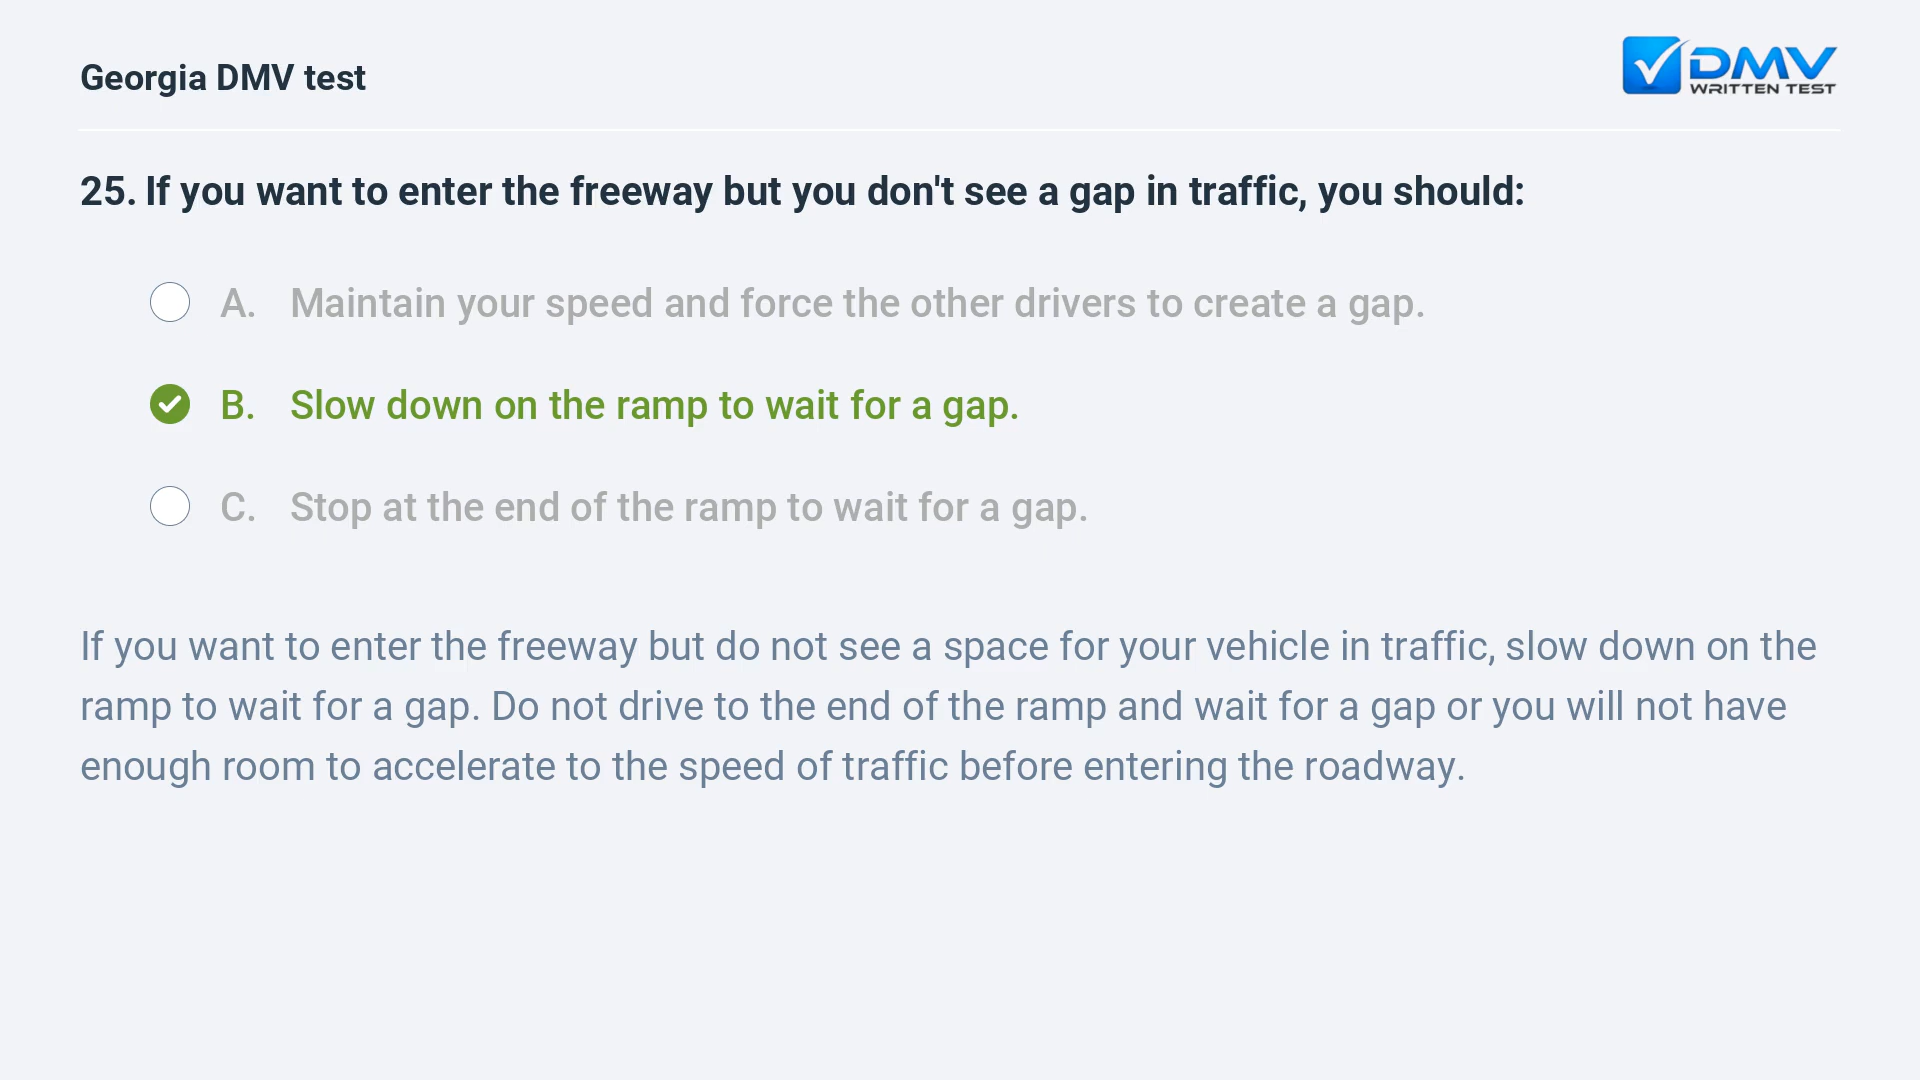 Georgia DMV test
DMV
WRITTEN TEST
25. If you want to enter the freeway but you don't see a gap in traffic, you should:
A. Maintain your speed and force the other drivers to create a gap.
B. Slow down on the ramp to wait for a gap.
C. Stop at the end of the ramp to wait for a gap.
If you want to enter the freeway but do not see a space for your vehicle in traffic, slow down on the
ramp to wait for a gap. Do not drive to the end of the ramp and wait for a gap or you will not have
enough room to accelerate to the speed of traffic before entering the roadway.